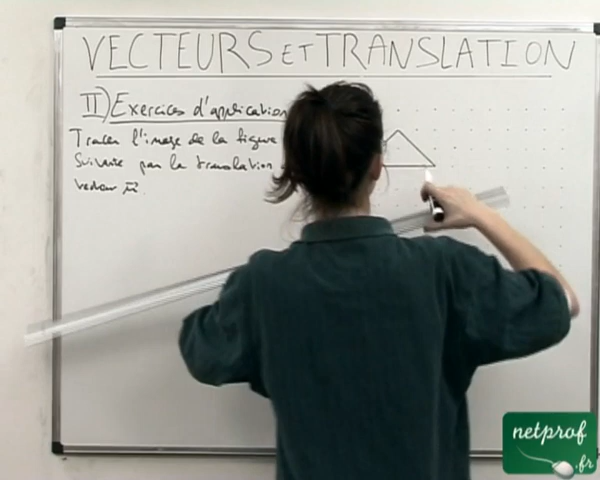 VECTEURS ET TRANSLATION
II) Exercices d'application
Tracer l'image de la figure
Suivante par la translation
vecteur u
netprof
.fr